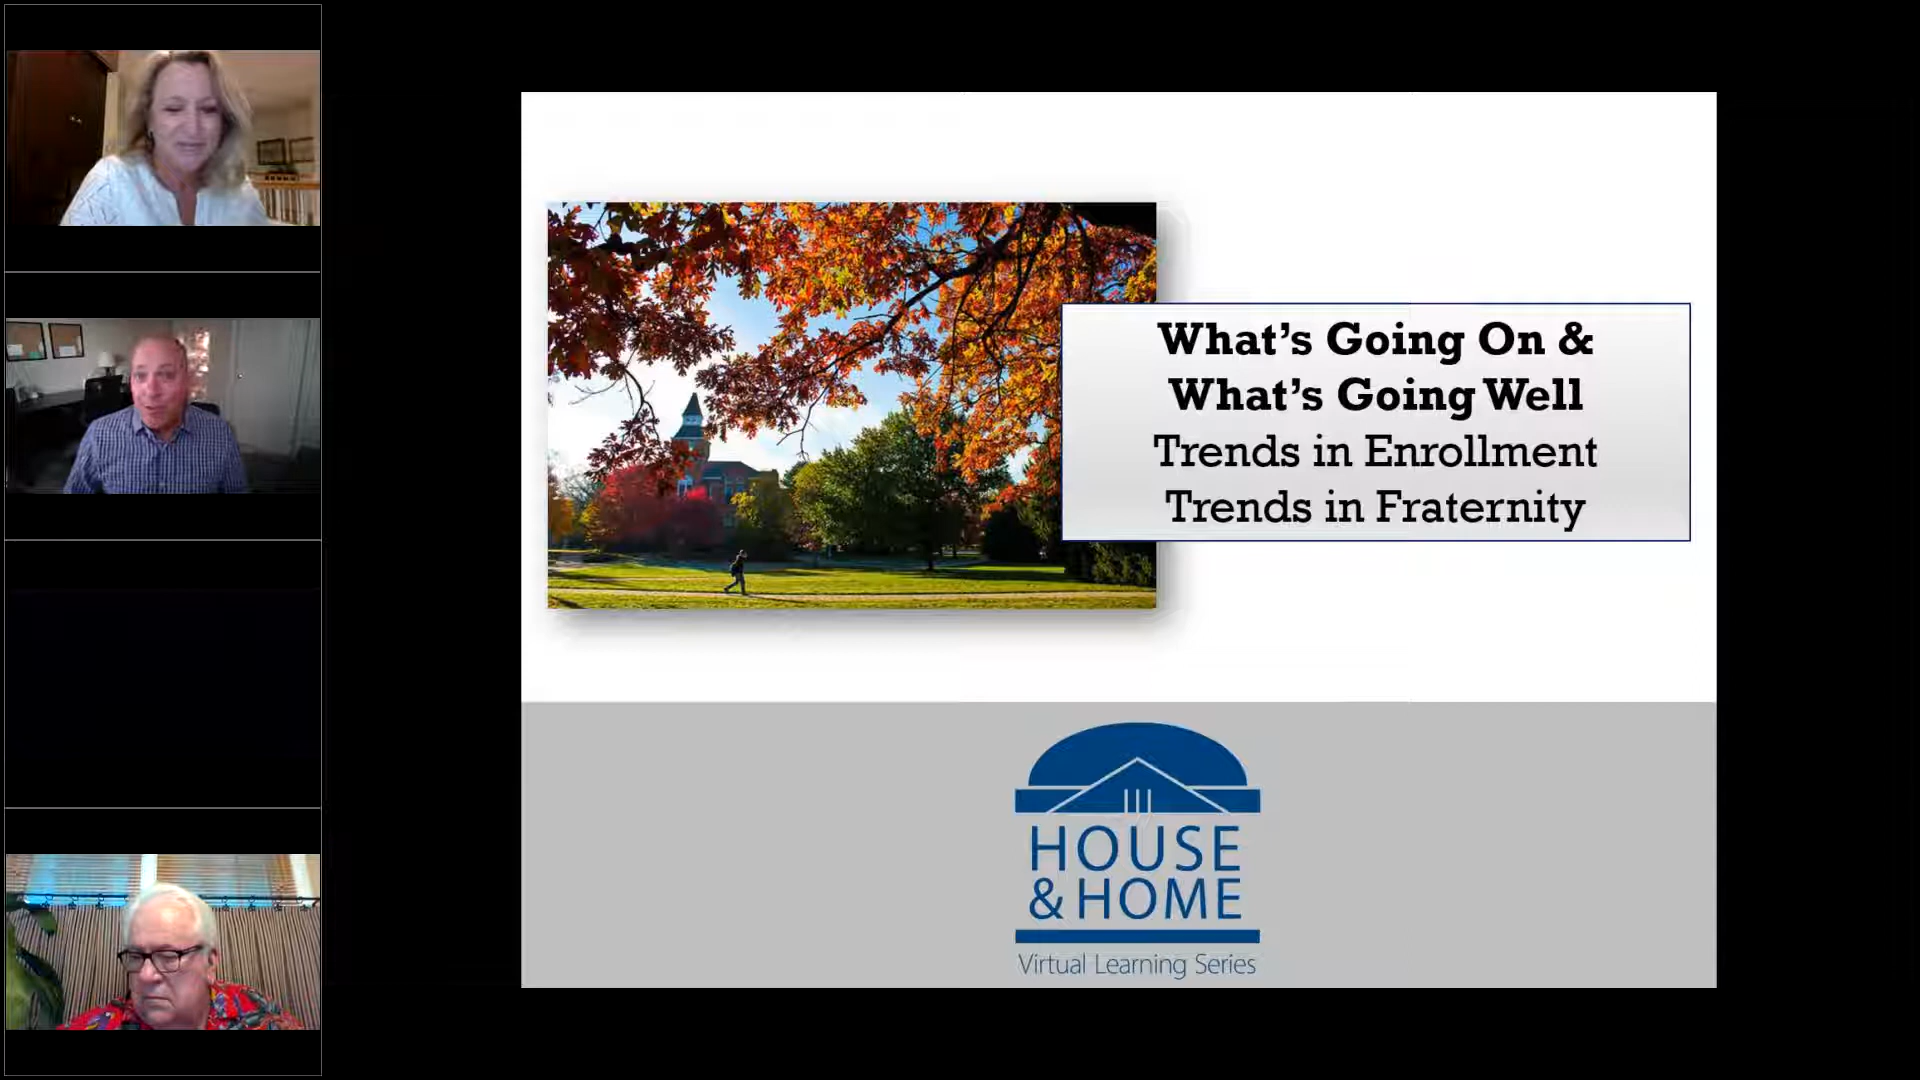 What's Going On &
What's Going Well
Trends in Enrollment
Trends in Fraternity
HOUSE
& HOME
Virtual Learning Series